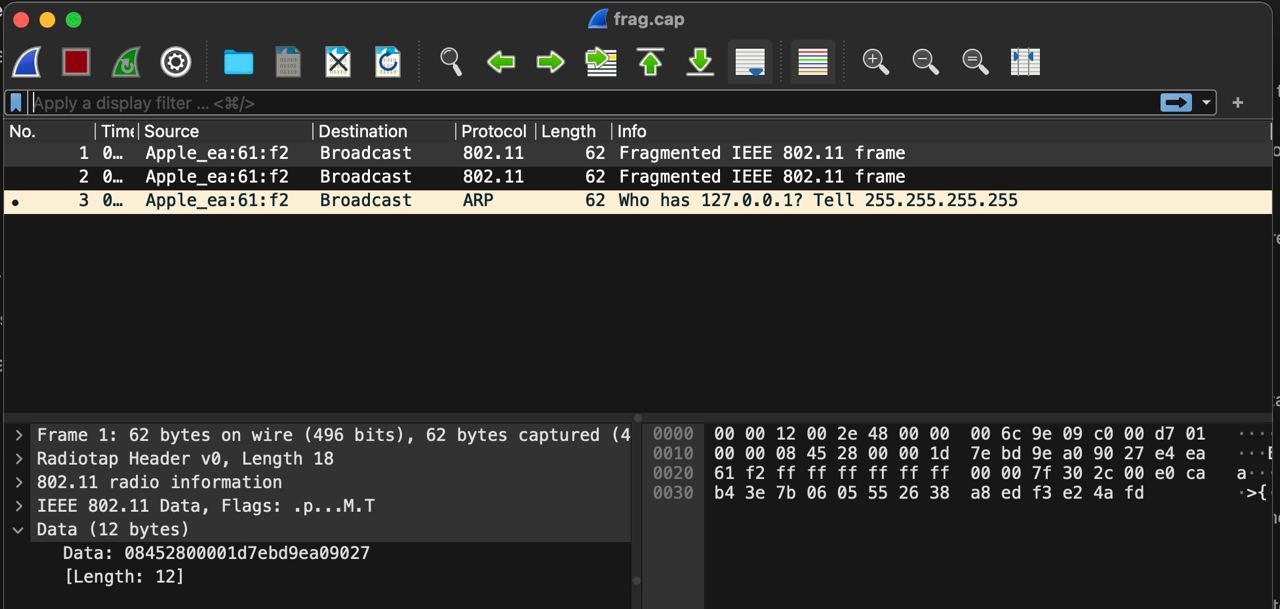 frag.cap
Apply a display filter ... <⌘/>
No. Time Source Destination Protocol Length Info
1 0... Apple_ea:61:f2 Broadcast 802.11 62 Fragmented IEEE 802.11 frame
2 0... Apple_ea:61:f2 Broadcast 802.11 62 Fragmented IEEE 802.11 frame
3 0... Apple_ea:61:f2 Broadcast ARP 62 Who has 127.0.0.1? Tell 255.255.255.255
Frame 1: 62 bytes on wire (496 bits), 62 bytes captured (4
Radiotap Header v0, Length 18
802.11 radio information
IEEE 802.11 Data, Flags: .p...M.T
Data (12 bytes)
Data: 08452800001d7ebd9ea09027
[Length: 12]
0000 00 00 12 00 2e 48 00 00 00 6c 9e 09 c0 00 d7 01 ····
0010 00 00 08 45 28 00 00 1d 7e bd 9e a0 90 27 e4 ea ···E
0020 61 f2 ff ff ff ff ff ff 00 00 7f 30 2c 00 e0 ca a···
0030 b4 3e 7b 06 05 55 26 38 a8 ed f3 e2 4a fd ·>{·